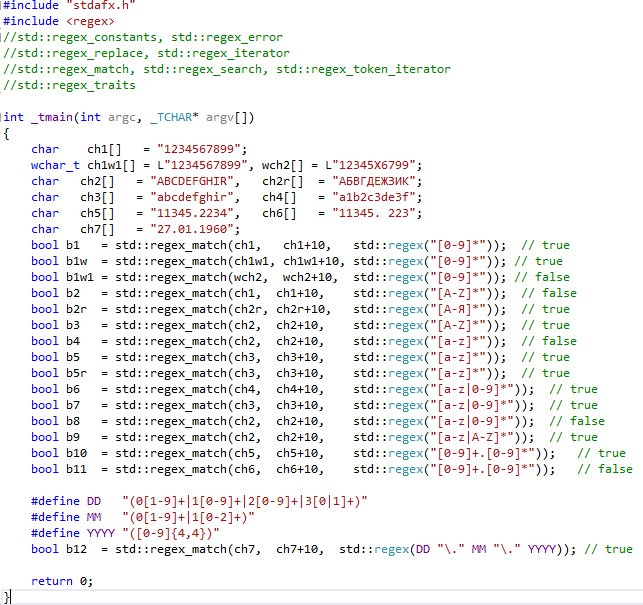 #include "stdafx.h"
#include <regex>
//std::regex_constants, std::regex_error
//std::regex_replace, std::regex_iterator
//std::regex_match, std::regex_search, std::regex_token_iterator
//std::regex_traits
int _tmain(int argc, _TCHAR* argv[])
{
char ch1[] = "1234567899";
wchar_t ch1w1[] = L"1234567899", wch2[] = L"12345X6799";
char ch2[] = "ABCDEFGHIR", ch2r[] = "АБВГДЕЖЗИК";
char ch3[] = "abcdefghir", ch4[] = "a1b2c3de3f";
char ch5[] = "11345.2234", ch6[] = "11345. 223";
char ch7[] = "27.01.1960";
bool b1 = std::regex_match(ch1, ch1+10, std::regex("[0-9]*")); // true
bool b1w = std::regex_match(ch1w1, ch1w1+10, std::regex("[0-9]*")); // true
bool b1w1 = std::regex_match(wch2, wch2+10, std::regex("[0-9]*")); // false
bool b2 = std::regex_match(ch1, ch1+10, std::regex("[A-Z]*")); // false
bool b2r = std::regex_match(ch2r, ch2r+10, std::regex("[А-Я]*")); // true
bool b3 = std::regex_match(ch2, ch2+10, std::regex("[A-Z]*")); // true
bool b4 = std::regex_match(ch2, ch2+10, std::regex("[a-z]*")); // false
bool b5 = std::regex_match(ch3, ch3+10, std::regex("[a-z]*")); // true
bool b5r = std::regex_match(ch3, ch3+10, std::regex("[a-z]*")); // true
bool b6 = std::regex_match(ch4, ch4+10, std::regex("[a-z|0-9]*")); // true
bool b7 = std::regex_match(ch3, ch3+10, std::regex("[a-z|0-9]*")); // true
bool b8 = std::regex_match(ch2, ch2+10, std::regex("[a-z|0-9]*")); // false
bool b9 = std::regex_match(ch2, ch2+10, std::regex("[a-z|A-Z]*")); // true
bool b10 = std::regex_match(ch5, ch5+10, std::regex("[0-9]+.[0-9]*")); // true
bool b11 = std::regex_match(ch6, ch6+10, std::regex("[0-9]+.[0-9]*")); // false
#define DD "(0[1-9]+|1[0-9]+|2[0-9]+|3[0|1]+)"
#define MM "(0[1-9]+|1[0-2]+)"
#define YYYY "([0-9]{4,4})"
bool b12 = std::regex_match(ch7, ch7+10, std::regex(DD "\." MM "\." YYYY)); // true
return 0;
}